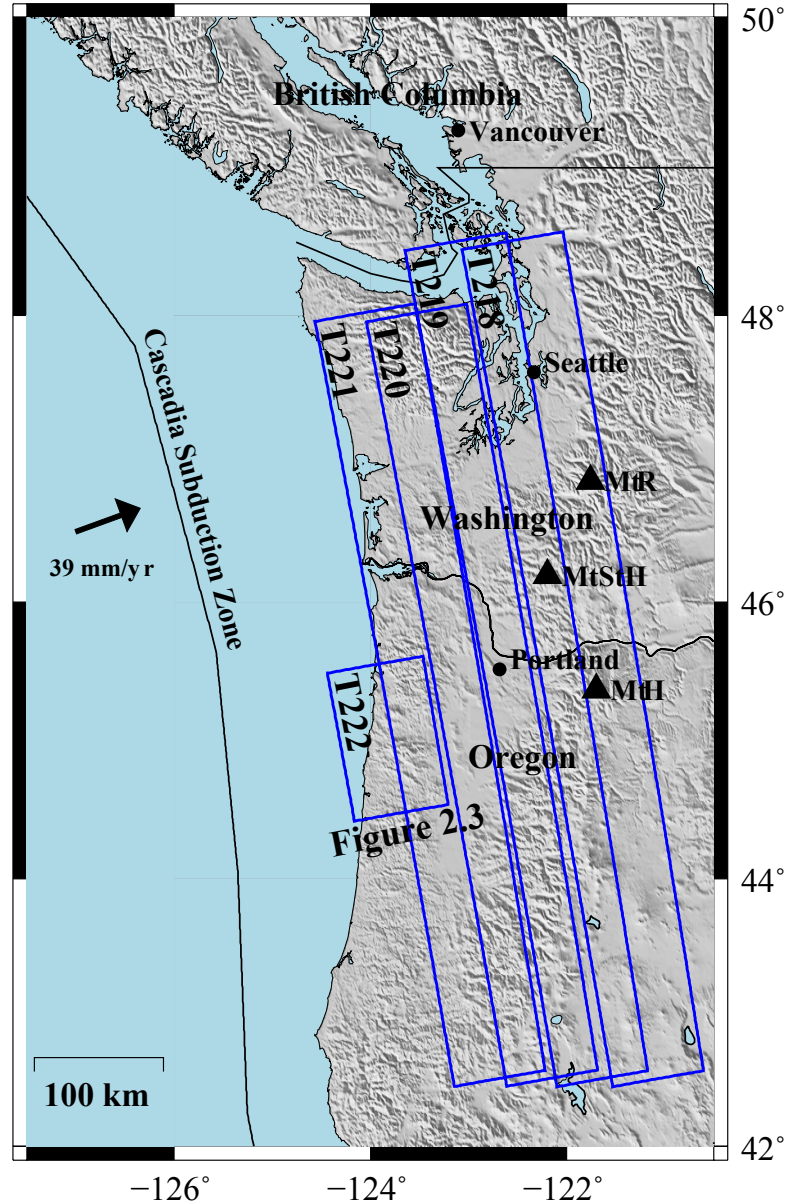 50°
British Columbia
Vancouver
T219
T218
48°
T221
T220
Seattle
Cascadia Subduction Zone
MtR
Washington
39 mm/yr
MtStH
46°
Portland
MtH
T222
Oregon
Figure 2.3
44°
100 km
42°
−126°
−124°
−122°